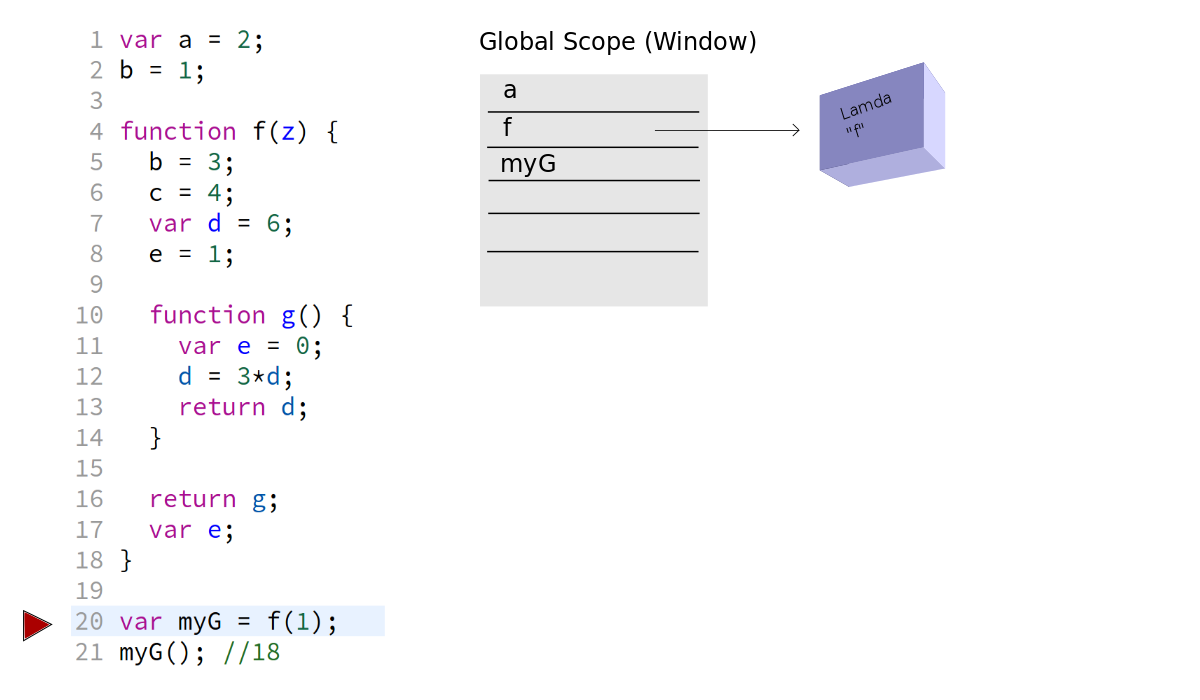 1 var a = 2;
2 b = 1;
3
4 function f(z) {
5   b = 3;
6   c = 4;
7   var d = 6;
8   e = 1;
9
10   function g() {
11     var e = 0;
12     d = 3*d;
13     return d;
14   }
15
16   return g;
17   var e;
18 }
19
20 var myG = f(1);
21 myG(); //18
Global Scope (Window)
a
f
myG
Lamda
"f"